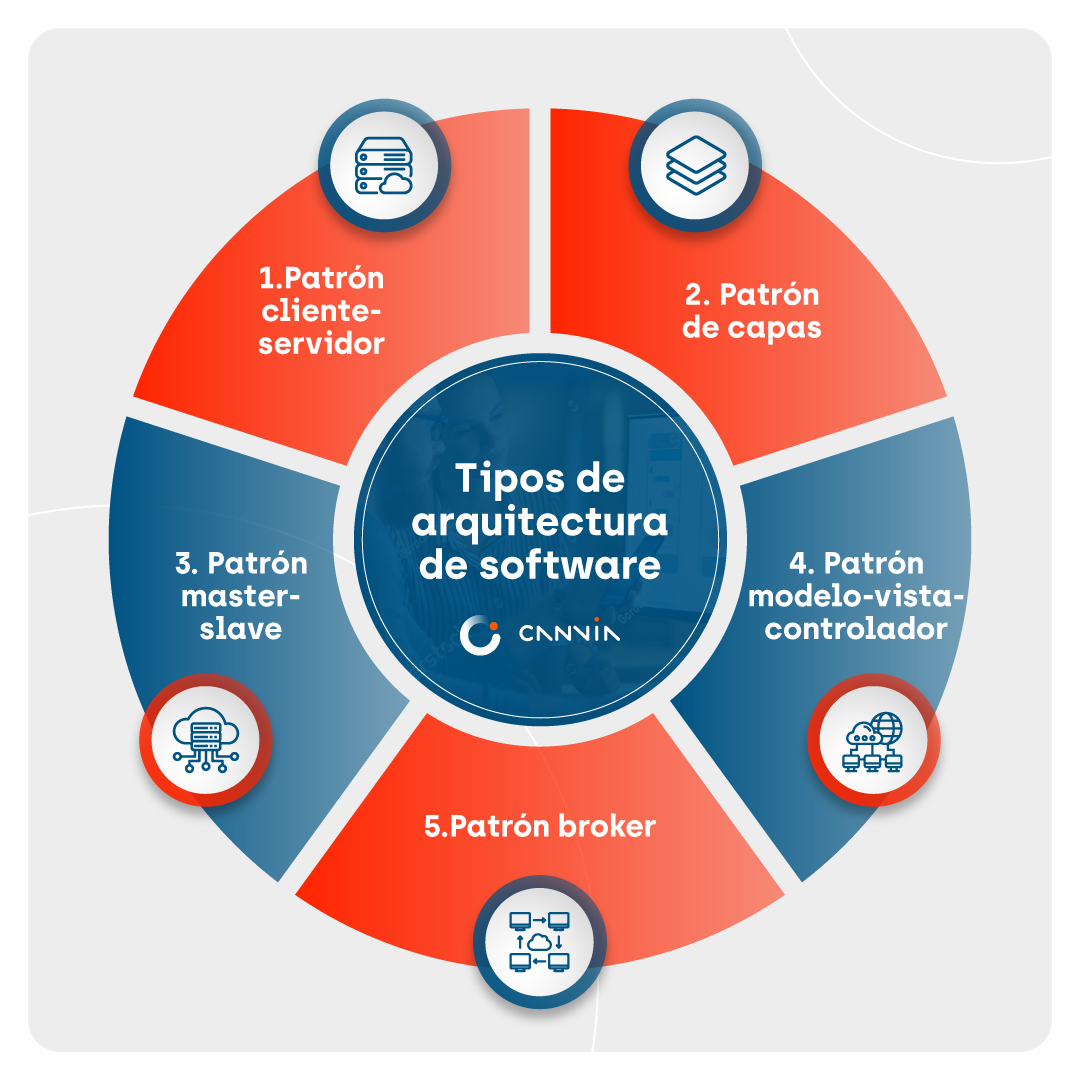 1.Patrón
cliente-
servidor
2. Patrón
de capas
Tipos de
arquitectura
de software
CANVIA
3. Patrón
master-
slave
4. Patrón
modelo-vista-
controlador
5.Patrón broker